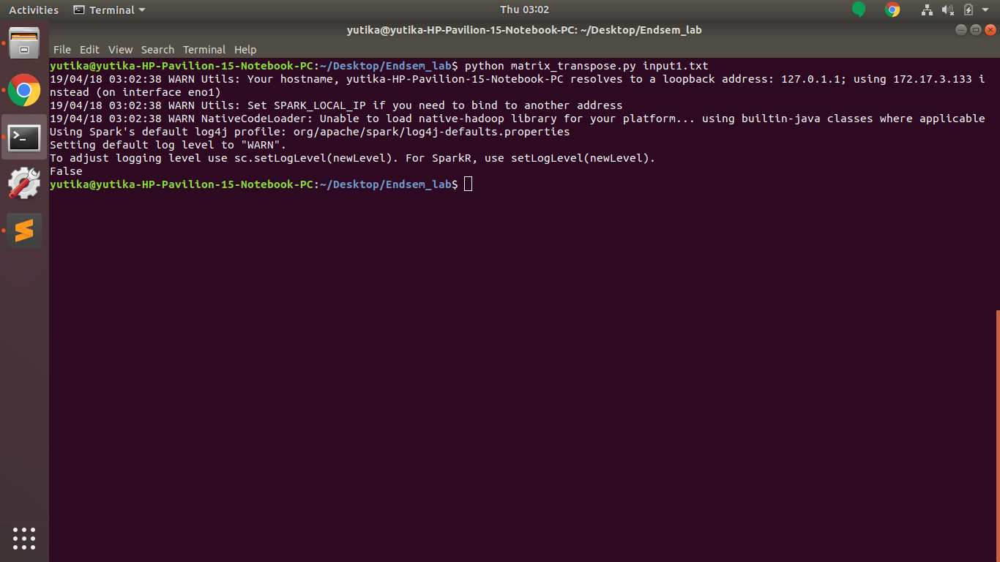 Activities Terminal Thu 03:02
yutika@yutika-HP-Pavilion-15-Notebook-PC: ~/Desktop/Endsem_lab
File Edit View Search Terminal Help
yutika@yutika-HP-Pavilion-15-Notebook-PC:~/Desktop/Endsem_lab$ python matrix_transpose.py input1.txt
19/04/18 03:02:38 WARN Utils: Your hostname, yutika-HP-Pavilion-15-Notebook-PC resolves to a loopback address: 127.0.1.1; using 172.17.3.133 i
nstead (on interface eno1)
19/04/18 03:02:38 WARN Utils: Set SPARK_LOCAL_IP if you need to bind to another address
19/04/18 03:02:38 WARN NativeCodeLoader: Unable to load native-hadoop library for your platform... using builtin-java classes where applicable
Using Spark's default log4j profile: org/apache/spark/log4j-defaults.properties
Setting default log level to "WARN".
To adjust logging level use sc.setLogLevel(newLevel). For SparkR, use setLogLevel(newLevel).
False
yutika@yutika-HP-Pavilion-15-Notebook-PC:~/Desktop/Endsem_lab$